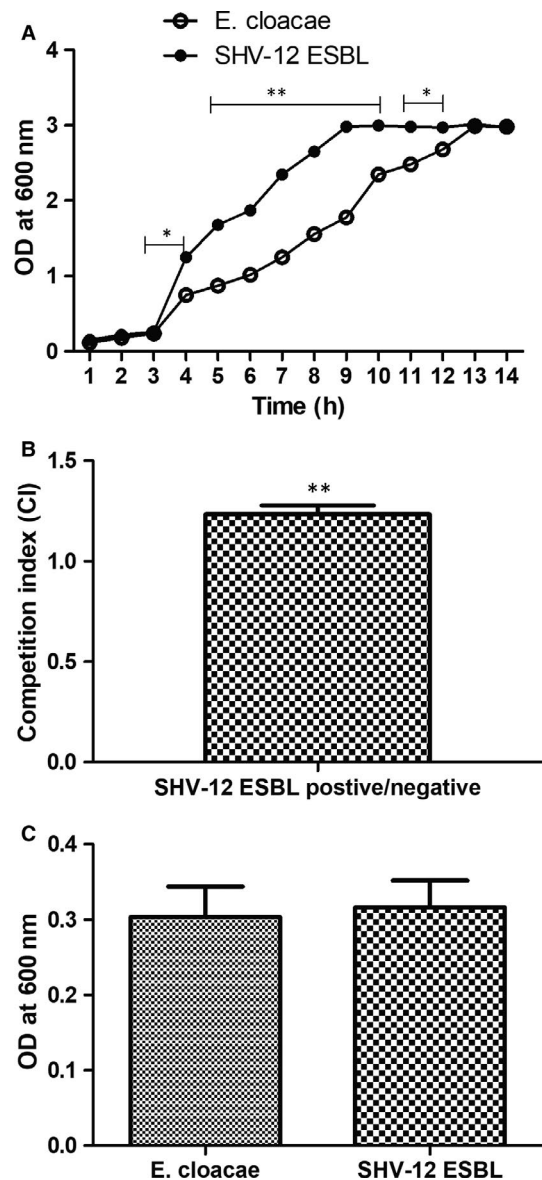 A
E. cloacae
SHV-12 ESBL
**
*
*
OD at 600 nm
3
2
1
0
1 2 3 4 5 6 7 8 9 10 11 12 13 14
Time (h)
B
**
Competition index (CI)
1.5
1.0
0.5
0.0
SHV-12 ESBL postive/negative
C
OD at 600 nm
0.4
0.3
0.2
0.1
0.0
E. cloacae SHV-12 ESBL